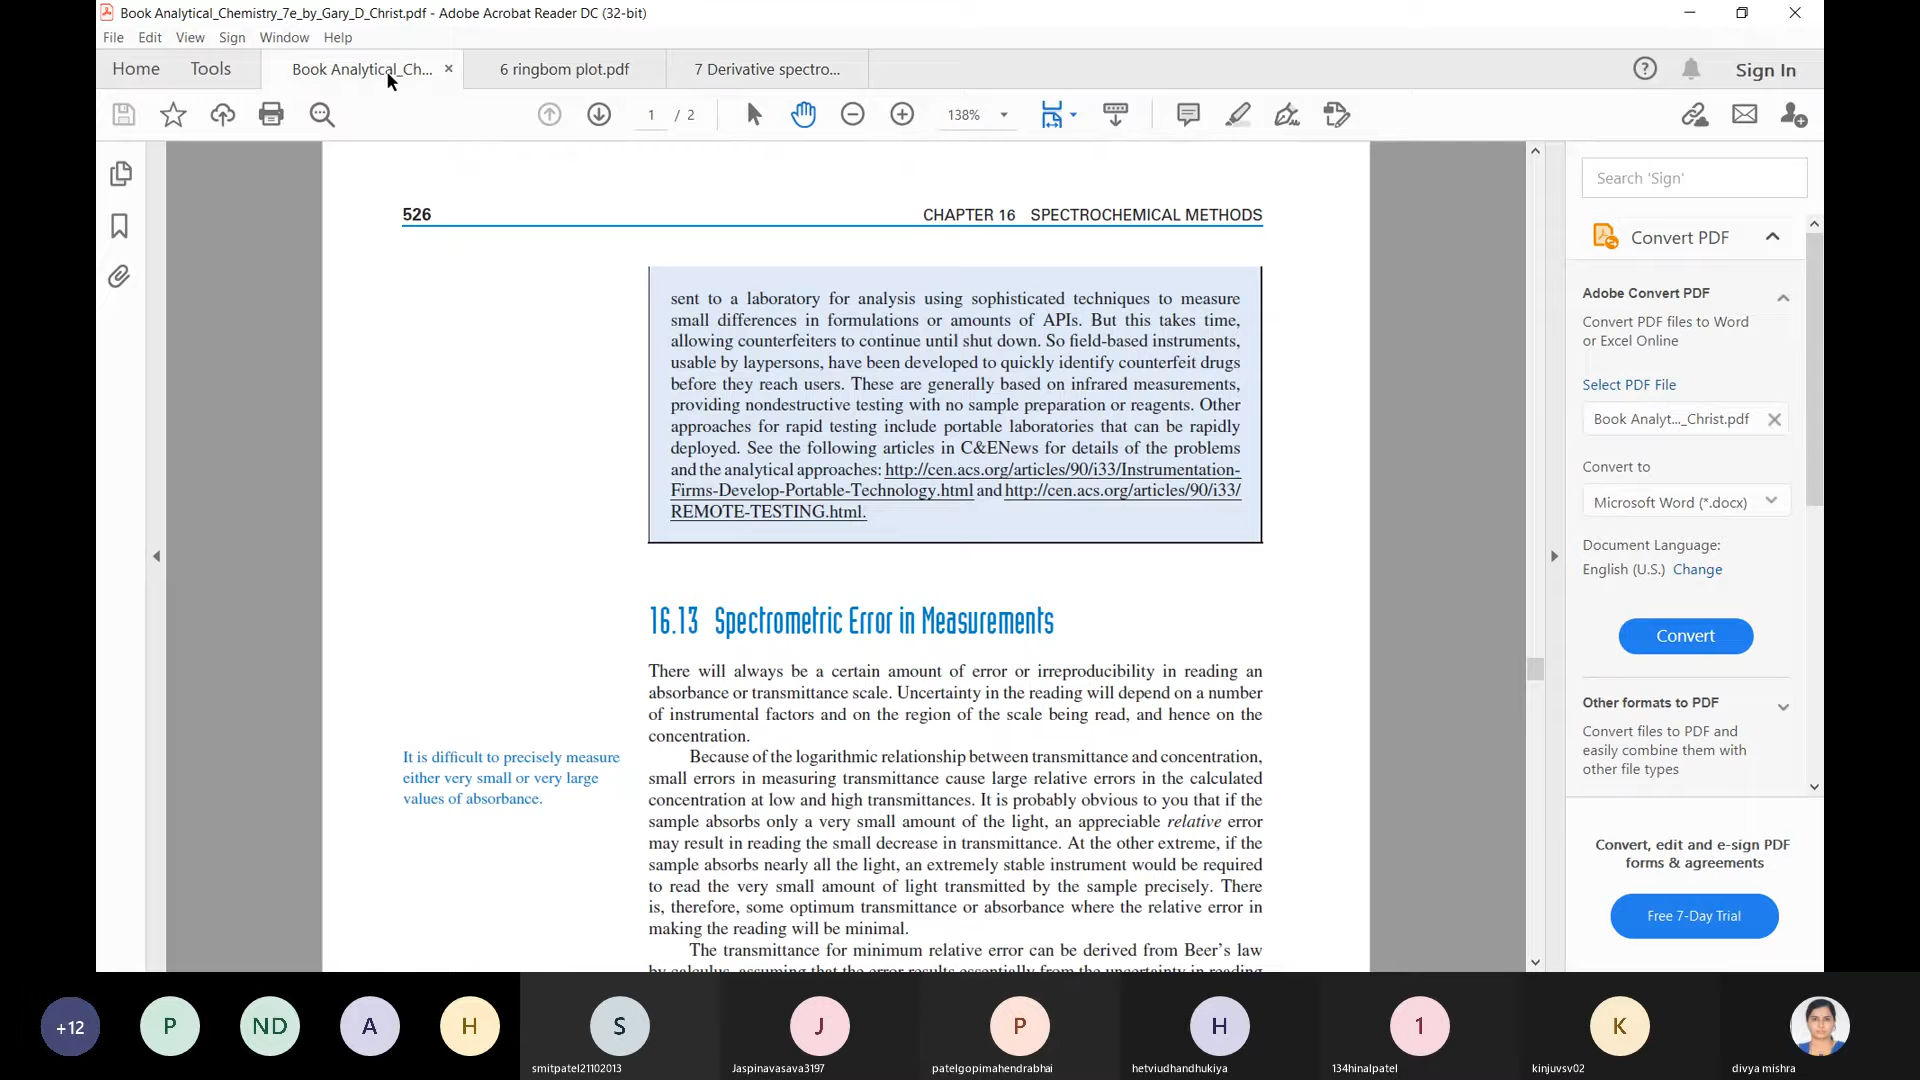 Book Analytical_Chemistry_7e_by_Gary_D_Christ.pdf - Adobe Acrobat Reader DC (32-bit)
File Edit View Sign Window Help
Home Tools Book Analytical_Ch... 6 ringbom plot.pdf 7 Derivative spectro... Sign In
1 / 2 138%
526 CHAPTER 16 SPECTROCHEMICAL METHODS
sent to a laboratory for analysis using sophisticated techniques to measure
small differences in formulations or amounts of APIs. But this takes time,
allowing counterfeiters to continue until shut down. So field-based instruments,
usable by laypersons, have been developed to quickly identify counterfeit drugs
before they reach users. These are generally based on infrared measurements,
providing nondestructive testing with no sample preparation or reagents. Other
approaches for rapid testing include portable laboratories that can be rapidly
deployed. See the following articles in C&ENews for details of the problems
and the analytical approaches: http://cen.acs.org/articles/90/i33/Instrumentation-
Firms-Develop-Portable-Technology.html and http://cen.acs.org/articles/90/i33/
REMOTE-TESTING.html.
16.13 Spectrometric Error in Measurements
There will always be a certain amount of error or irreproducibility in reading an
absorbance or transmittance scale. Uncertainty in the reading will depend on a number
of instrumental factors and on the region of the scale being read, and hence on the
concentration.
It is difficult to precisely measure
either very small or very large
values of absorbance.
Because of the logarithmic relationship between transmittance and concentration,
small errors in measuring transmittance cause large relative errors in the calculated
concentration at low and high transmittances. It is probably obvious to you that if the
sample absorbs only a very small amount of the light, an appreciable relative error
may result in reading the small decrease in transmittance. At the other extreme, if the
sample absorbs nearly all the light, an extremely stable instrument would be required
to read the very small amount of light transmitted by the sample precisely. There
is, therefore, some optimum transmittance or absorbance where the relative error in
making the reading will be minimal.
The transmittance for minimum relative error can be derived from Beer's law
by calculus, assuming that the error results essentially from the uncertainty in reading
Search 'Sign'
Convert PDF
Adobe Convert PDF
Convert PDF files to Word
or Excel Online
Select PDF File
Book Analyt..._Christ.pdf
Convert to
Microsoft Word (*.docx)
Document Language:
English (U.S.) Change
Convert
Other formats to PDF
Convert files to PDF and
easily combine them with
other file types
Convert, edit and e-sign PDF
forms & agreements
Free 7-Day Trial
+12 P ND A H S J P H 1 K
smitpatel21102013 Jaspinavasava3197 patelgopimahendrabhai hetviudhandhukiya 134hinalpatel kinjuvsv02 divya mishra